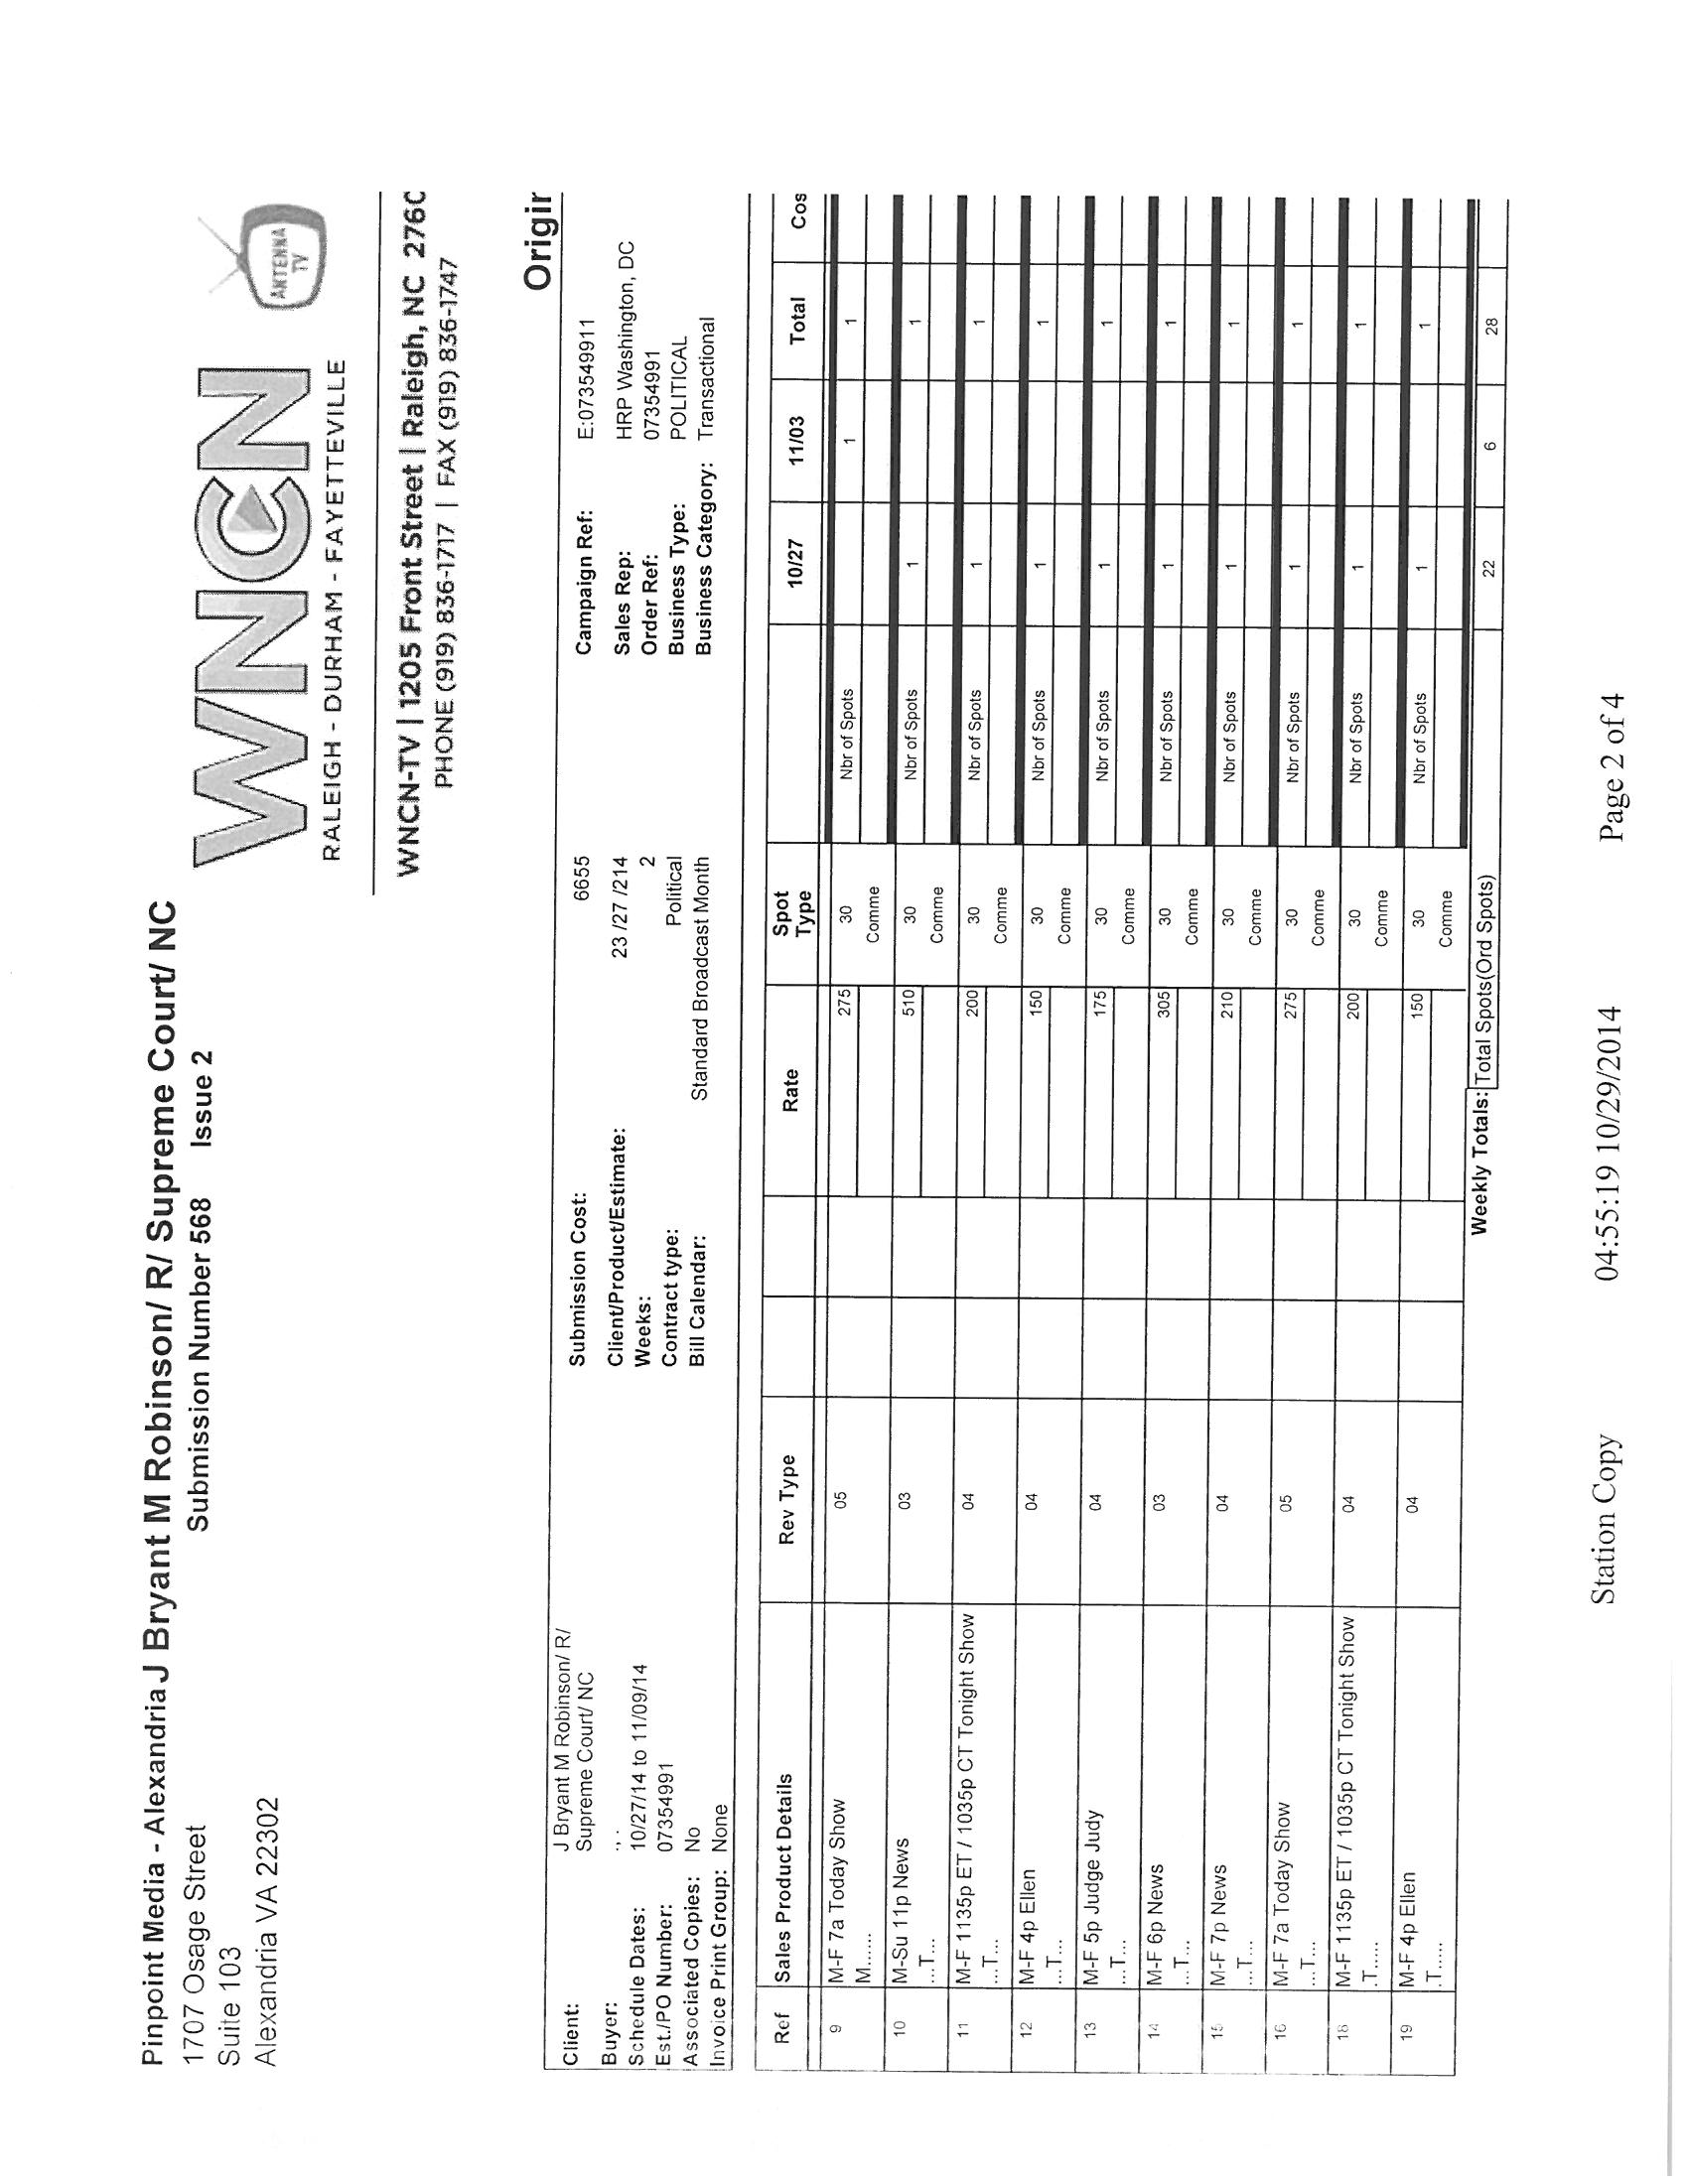 Pinpoint Media - Alexandria J Bryant M Robinson/ R/ Supreme Court/ NC
1707 Osage Street Submission Number 568 Issue 2
Suite 103
Alexandria VA 22302
WNCN
RALEIGH - DURHAM - FAYETTEVILLE
ANTENNA
TV
WNCN-TV | 1205 Front Street | Raleigh, NC 276C
PHONE (919) 836-1717 | FAX (919) 836-1747
Origir
Client: J Bryant M Robinson/ R/ Submission Cost: 6655 Campaign Ref: E:073549911
Supreme Court/ NC
Buyer: ., . Client/Product/Estimate: 23 /27 /214 Sales Rep: HRP Washington, DC
Schedule Dates: 10/27/14 to 11/09/14 Weeks: 2 Order Ref: 07354991
Est./PO Number: 07354991 Contract type: Political Business Type: POLITICAL
Associated Copies: No Bill Calendar: Standard Broadcast Month Business Category: Transactional
Invoice Print Group: None
Ref Sales Product Details Rev Type Rate Spot Type 10/27 11/03 Total Cos
9 M-F 7a Today Show 05 275 30 Nbr of Spots 1 1
M...... Comme
10 M-Su 11p News 03 510 30 Nbr of Spots 1 1
...T... Comme
11 M-F 1135p ET / 1035p CT Tonight Show 04 200 30 Nbr of Spots 1 1
...T... Comme
12 M-F 4p Ellen 04 150 30 Nbr of Spots 1 1
...T... Comme
13 M-F 5p Judge Judy 04 175 30 Nbr of Spots 1 1
...T... Comme
14 M-F 6p News 03 305 30 Nbr of Spots 1 1
...T... Comme
15 M-F 7p News 04 210 30 Nbr of Spots 1 1
...T... Comme
16 M-F 7a Today Show 05 275 30 Nbr of Spots 1 1
...T... Comme
18 M-F 1135p ET / 1035p CT Tonight Show 04 200 30 Nbr of Spots 1 1
.T..... Comme
19 M-F 4p Ellen 04 150 30 Nbr of Spots 1 1
.T..... Comme
Weekly Totals: Total Spots(Ord Spots) 22 6 28
Station Copy 04:55:19 10/29/2014 Page 2 of 4